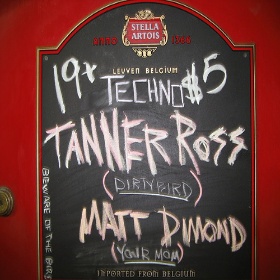 STELLA
ARTOIS
ANNO 1366
LEUVEN BELGIUM
19+ TECHNO $5
TANNER ROSS
(DIRTYBIRD)
MATT DIMOND
(YOUR MOM)
IMPORTED FROM BELGIUM
BEWARE OF THE BIRD